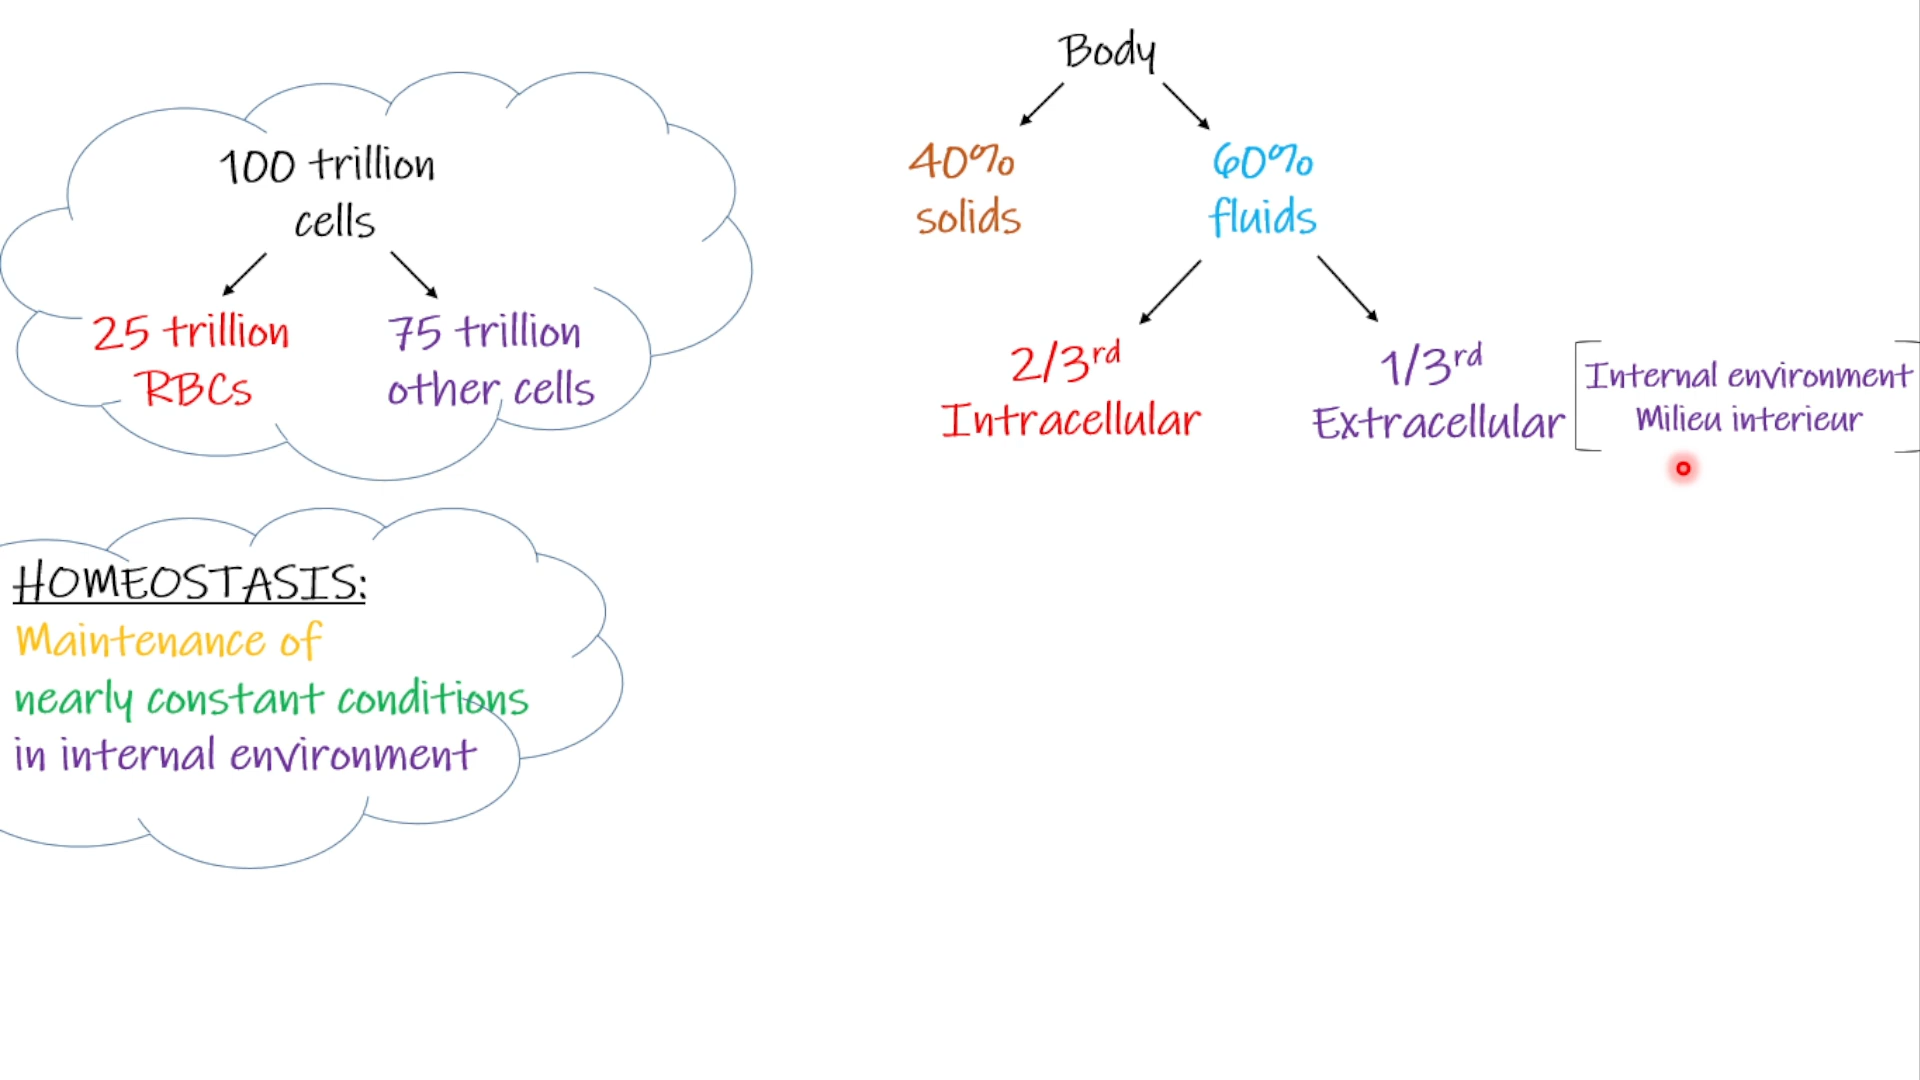 100 trillion
cells
25 trillion
RBCs
75 trillion
other cells
HOMEOSTASIS:
Maintenance of
nearly constant conditions
in internal environment
Body
40%
solids
60%
fluids
2/3rd
Intracellular
1/3rd
Extracellular
Internal environment
Milieu interieur